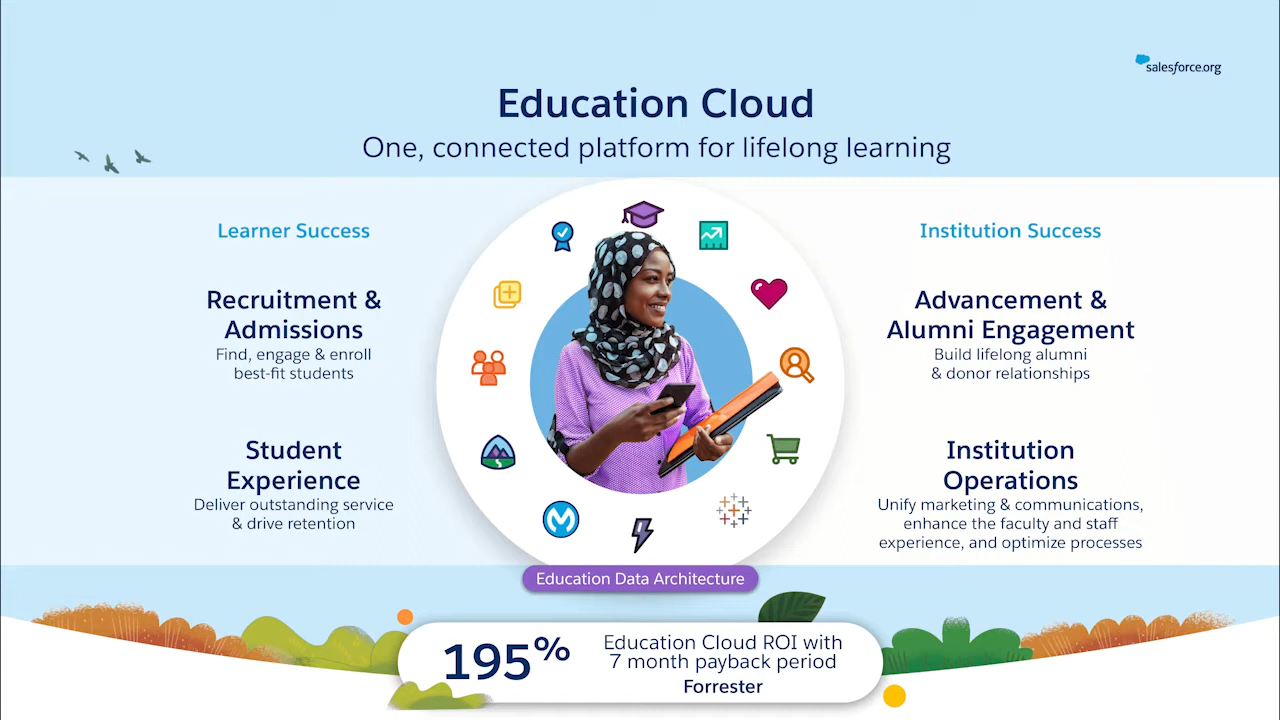 salesforce.org
Education Cloud
One, connected platform for lifelong learning
Learner Success
Recruitment &
Admissions
Find, engage & enroll
best-fit students
Student
Experience
Deliver outstanding service
& drive retention
Institution Success
Advancement &
Alumni Engagement
Build lifelong alumni
& donor relationships
Institution
Operations
Unify marketing & communications,
enhance the faculty and staff
experience, and optimize processes
Education Data Architecture
195%
Education Cloud ROI with
7 month payback period
Forrester